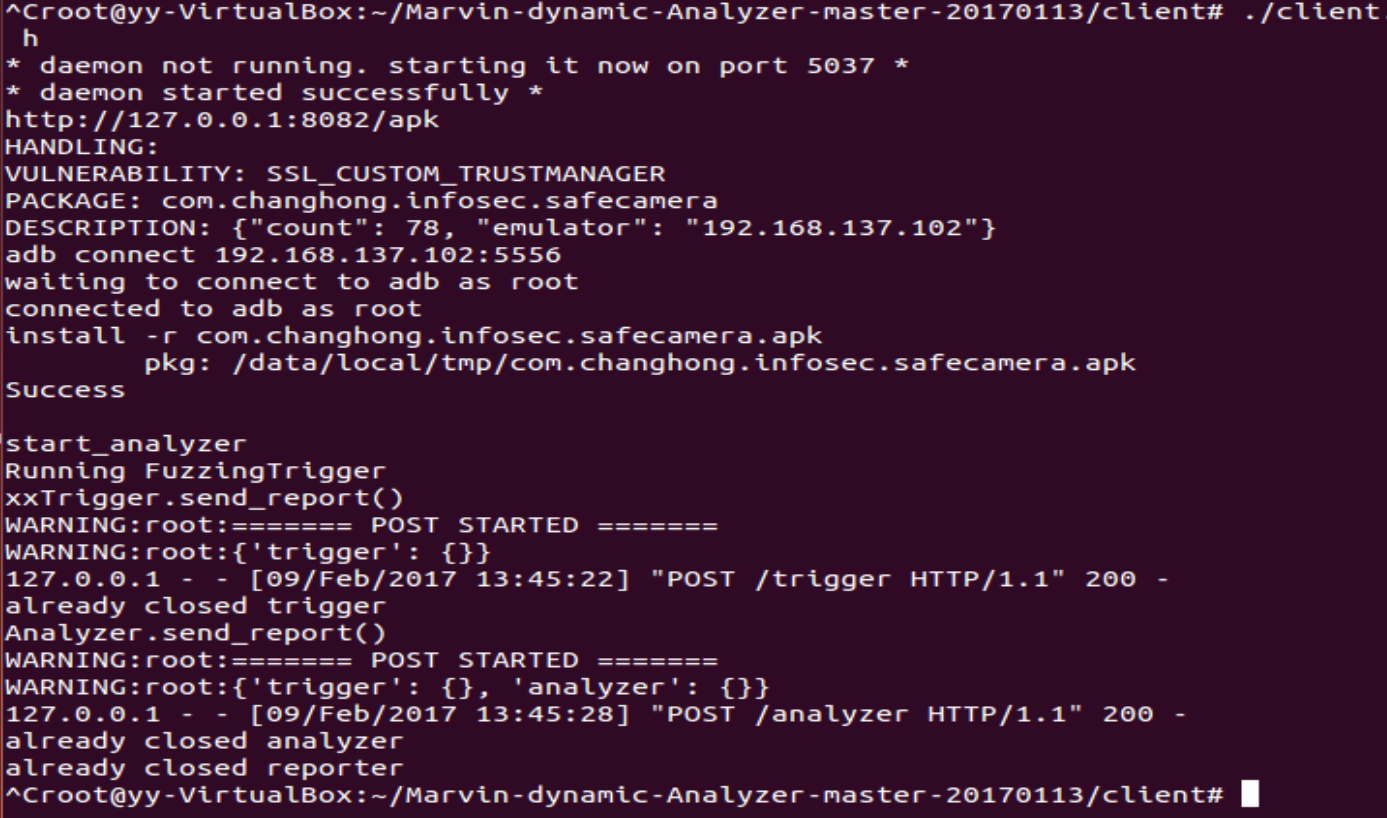 ^Croot@yy-VirtualBox:~/Marvin-dynamic-Analyzer-master-20170113/client# ./client.
h
* daemon not running. starting it now on port 5037 *
* daemon started successfully *
http://127.0.0.1:8082/apk
HANDLING:
VULNERABILITY: SSL_CUSTOM_TRUSTMANAGER
PACKAGE: com.changhong.infosec.safecamera
DESCRIPTION: {"count": 78, "emulator": "192.168.137.102"}
adb connect 192.168.137.102:5556
waiting to connect to adb as root
connected to adb as root
install -r com.changhong.infosec.safecamera.apk
        pkg: /data/local/tmp/com.changhong.infosec.safecamera.apk
Success
start_analyzer
Running FuzzingTrigger
xxTrigger.send_report()
WARNING:root:======= POST STARTED =======
WARNING:root:{'trigger': {}}
127.0.0.1 - - [09/Feb/2017 13:45:22] "POST /trigger HTTP/1.1" 200 -
already closed trigger
Analyzer.send_report()
WARNING:root:======= POST STARTED =======
WARNING:root:{'trigger': {}, 'analyzer': {}}
127.0.0.1 - - [09/Feb/2017 13:45:28] "POST /analyzer HTTP/1.1" 200 -
already closed analyzer
already closed reporter
^Croot@yy-VirtualBox:~/Marvin-dynamic-Analyzer-master-20170113/client#